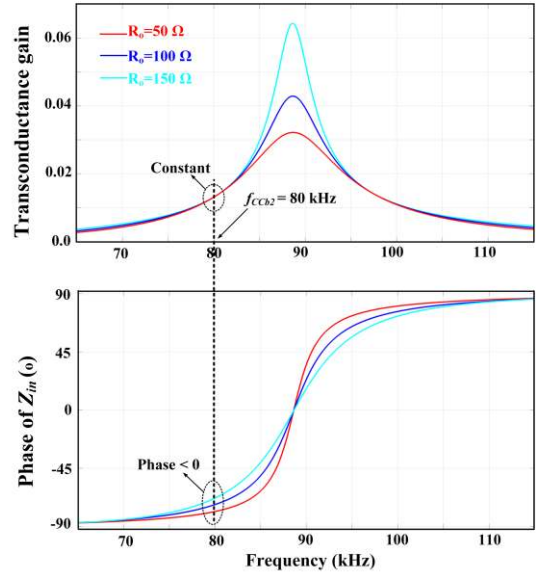 Transconductance gain
0.06
0.04
0.02
0.0
Rₒ=50 Ω
Rₒ=100 Ω
Rₒ=150 Ω
Constant
f_CCb2 = 80 kHz
70 80 90 100 110
Phase of Z_in (o)
90
45
0
-45
-90
Phase < 0
70 80 90 100 110
Frequency (kHz)